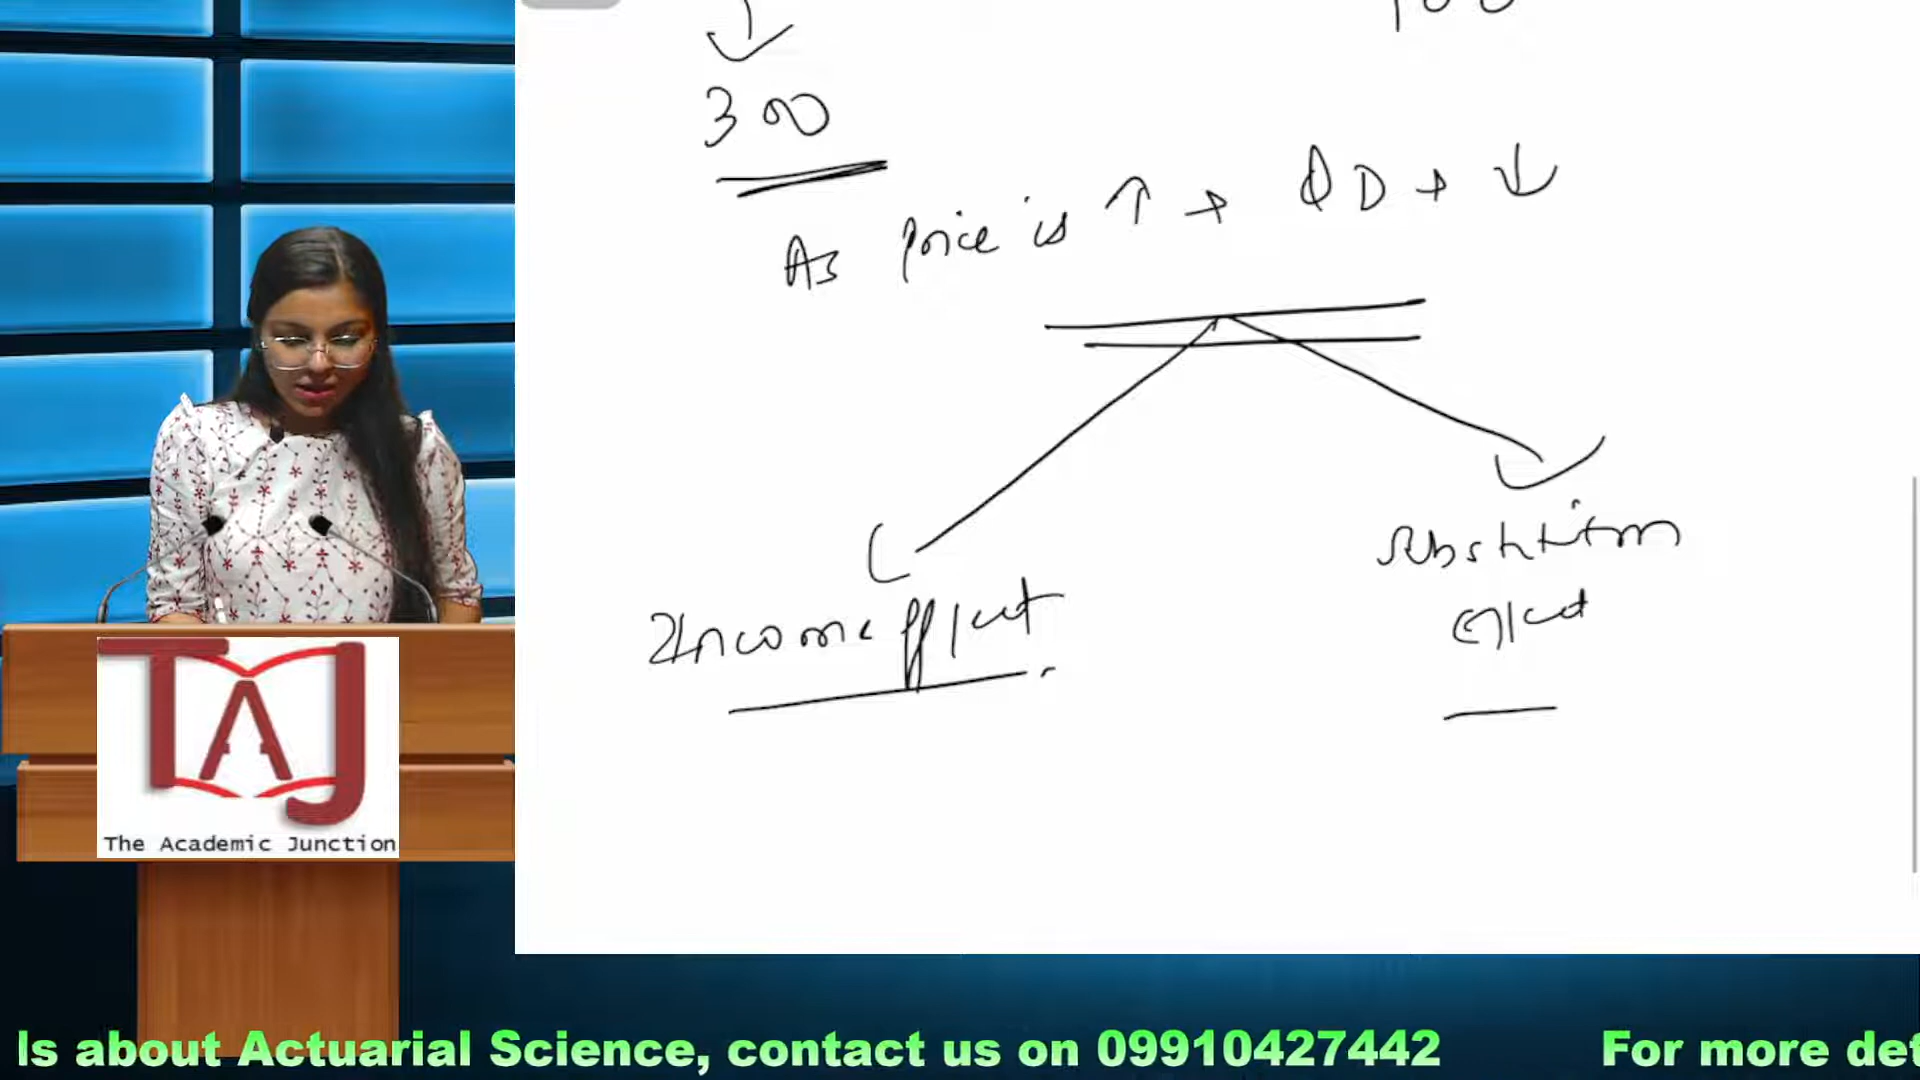 300
As Price is ↑ → QD → ↓
Income effect
Substitution
effect
TAJ
The Academic Junction
ls about Actuarial Science, contact us on 09910427442 For more det